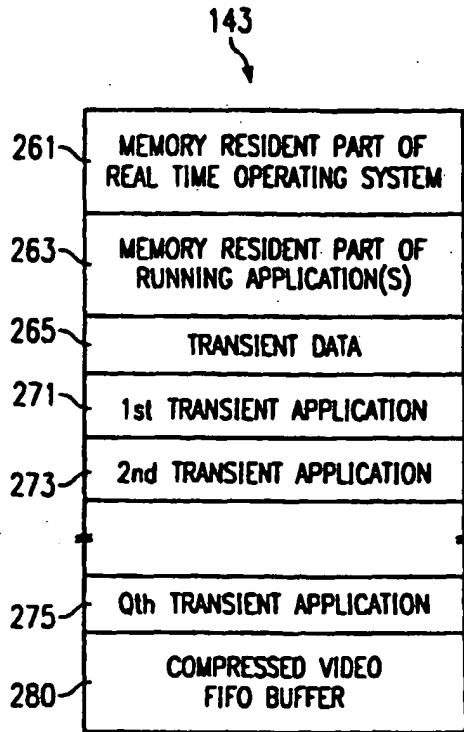 143
261
MEMORY RESIDENT PART OF
REAL TIME OPERATING SYSTEM
263
MEMORY RESIDENT PART OF
RUNNING APPLICATION(S)
265
TRANSIENT DATA
271
1st TRANSIENT APPLICATION
273
2nd TRANSIENT APPLICATION
275
Qth TRANSIENT APPLICATION
280
COMPRESSED VIDEO
FIFO BUFFER